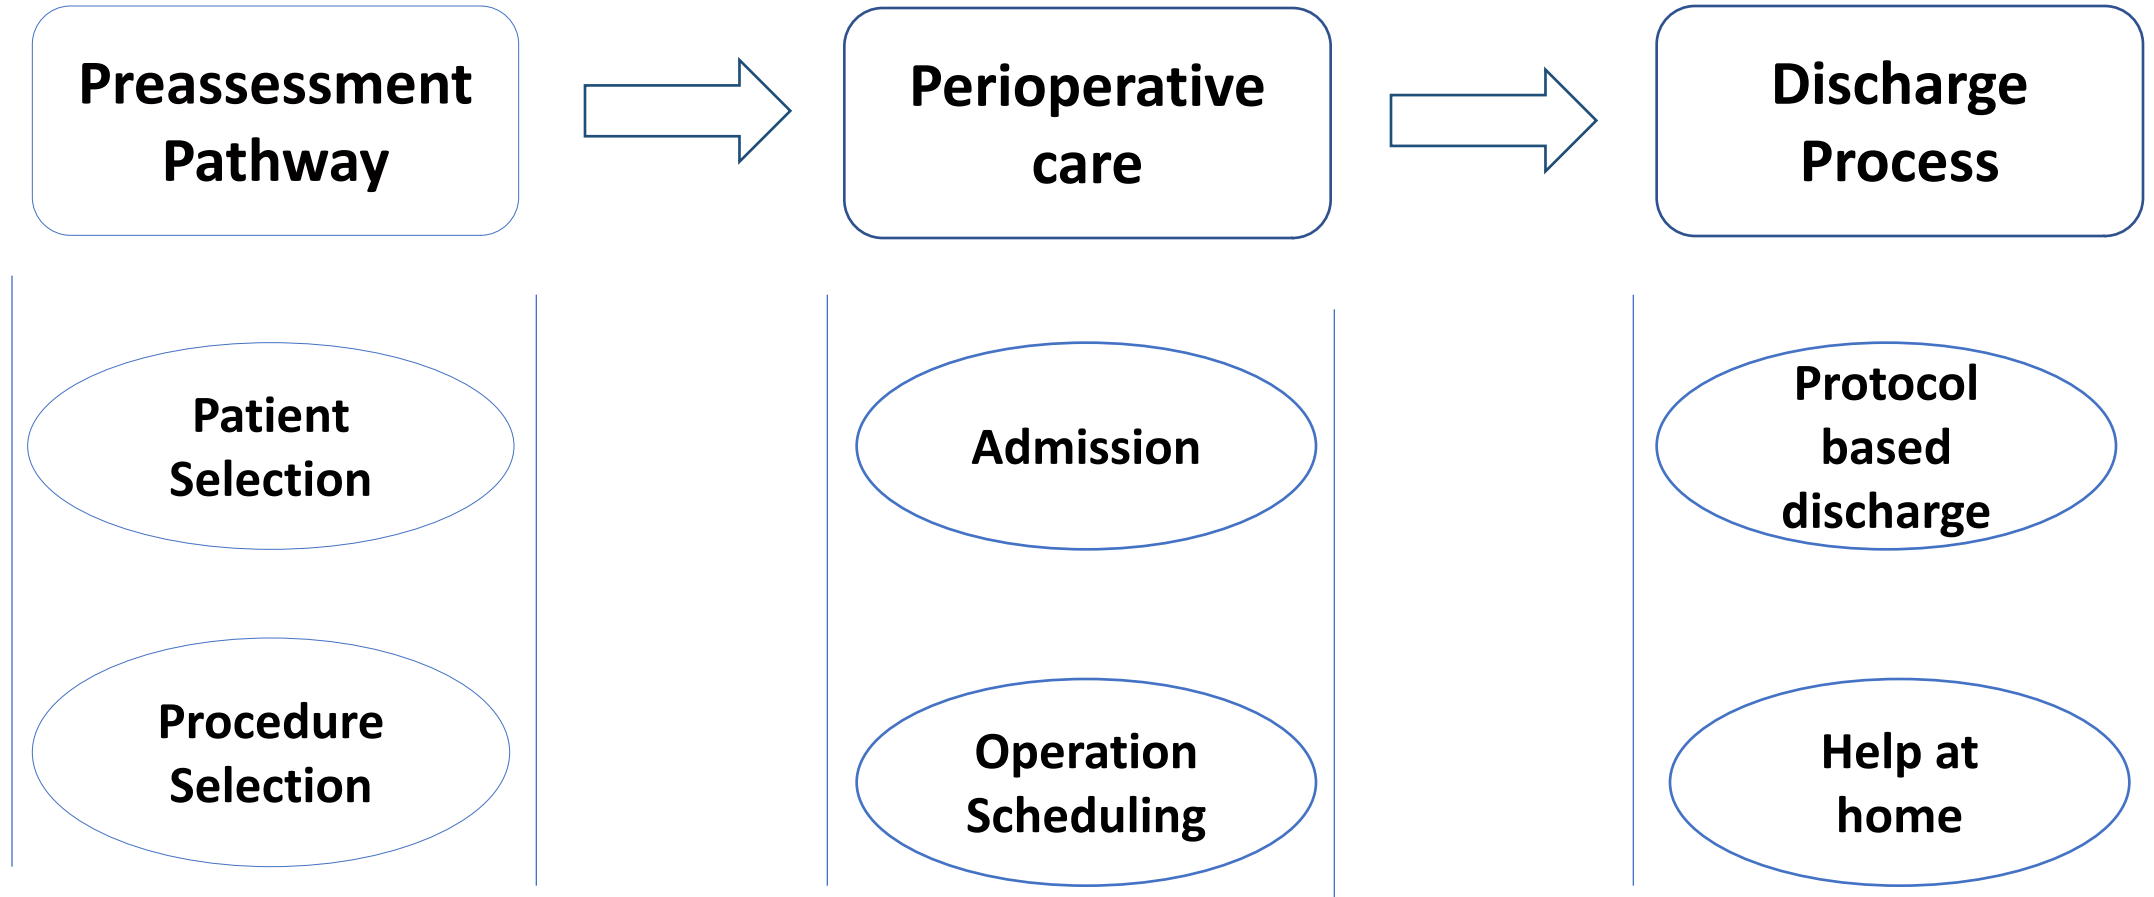 Preassessment
Pathway
Perioperative
care
Discharge
Process
Patient
Selection
Admission
Protocol
based
discharge
Procedure
Selection
Operation
Scheduling
Help at
home